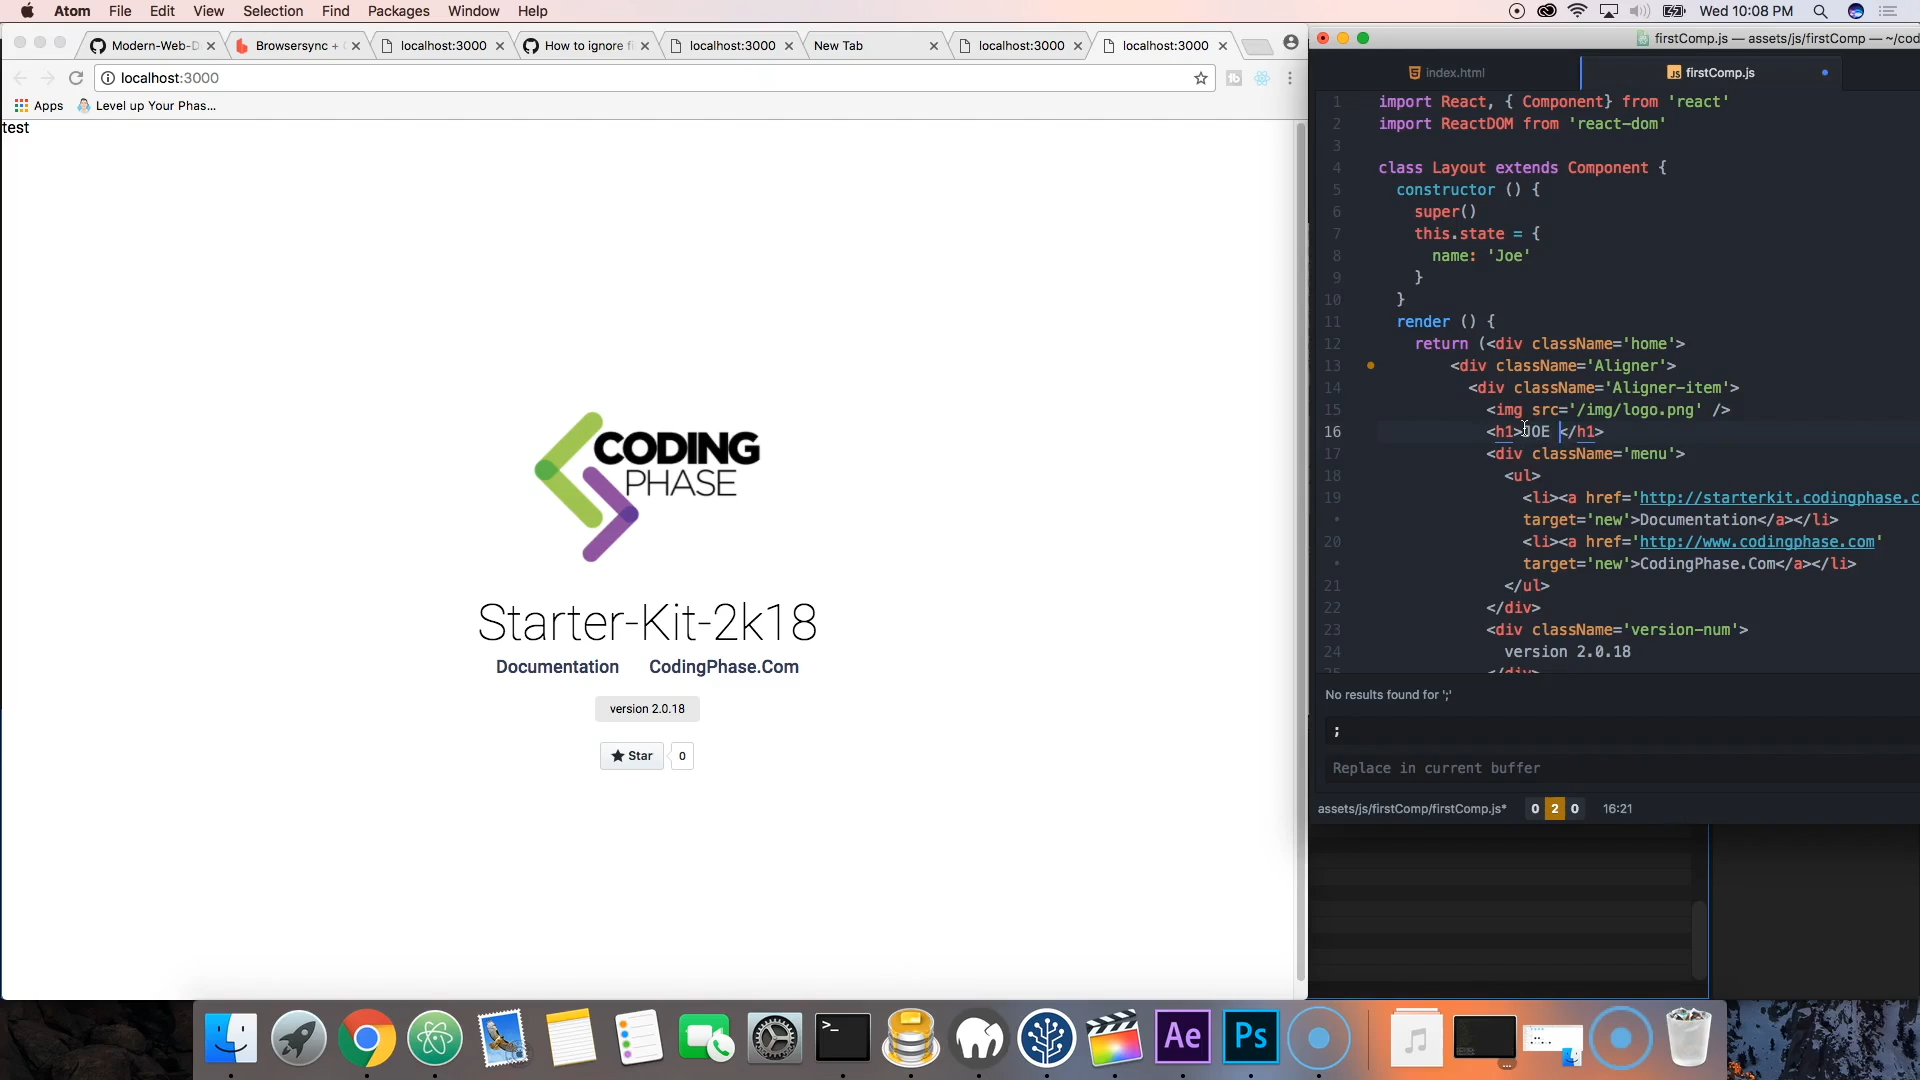 Atom File Edit View Selection Find Packages Window Help
Wed 10:08 PM
Modern-Web-D
Browsersync +
localhost:3000
How to ignore fi
localhost:3000
New Tab
localhost:3000
localhost:3000
localhost:3000
Apps
Level up Your Phas...
test
CODING
PHASE
Starter-Kit-2k18
Documentation CodingPhase.Com
version 2.0.18
Star 0
firstComp.js — assets/js/firstComp — ~/cod
index.html
firstComp.js
1 import React, { Component} from 'react'
2 import ReactDOM from 'react-dom'
3
4 class Layout extends Component {
5 constructor () {
6 super()
7 this.state = {
8 name: 'Joe'
9 }
10 }
11 render () {
12 return (<div className='home'>
13 <div className='Aligner'>
14 <div className='Aligner-item'>
15 <img src='/img/logo.png' />
16 <h1>JOE </h1>
17 <div className='menu'>
18 <ul>
19 <li><a href='http://starterkit.codingphase.c
target='new'>Documentation</a></li>
20 <li><a href='http://www.codingphase.com'
target='new'>CodingPhase.Com</a></li>
21 </ul>
22 </div>
23 <div className='version-num'>
24 version 2.0.18
25 </div>
No results found for ';'
;
Replace in current buffer
assets/js/firstComp/firstComp.js* 0 2 0 16:21
>_
Ae
Ps